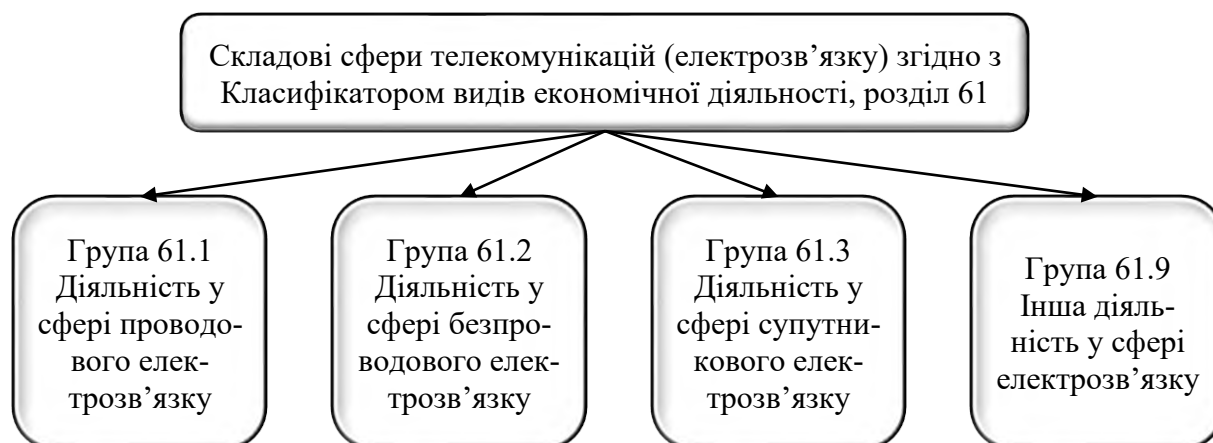 Складові сфери телекомунікацій (електрозв’язку) згідно з
Класифікатором видів економічної діяльності, розділ 61
Група 61.1
Діяльність у
сфері проводо-
вого елек-
трозв’язку
Група 61.2
Діяльність у
сфері безпро-
водового елек-
трозв’язку
Група 61.3
Діяльність у
сфері супутни-
кового елек-
трозв’язку
Група 61.9
Інша діяль-
ність у сфері
електрозв’язку